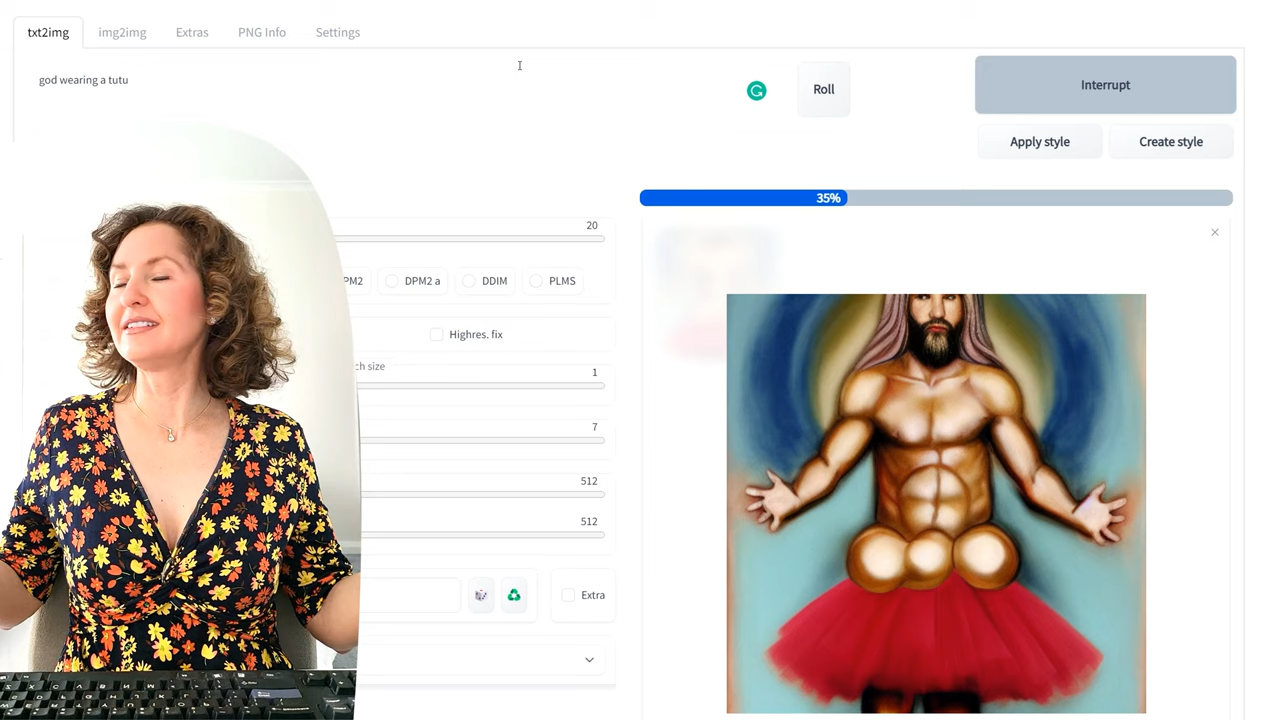 txt2img img2img Extras PNG Info Settings
god wearing a tutu
Roll
Interrupt
Apply style Create style
35%
20
PM2 DPM2 a DDIM PLMS
Highres. fix
ch size
1
7
512
512
Extra